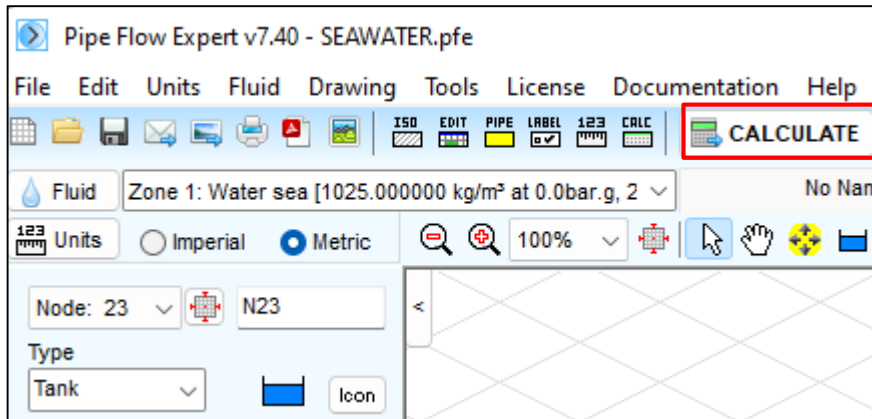 Pipe Flow Expert v7.40 - SEAWATER.pfe
File Edit Units Fluid Drawing Tools License Documentation Help
ISO EDIT PIPE LABEL 123 CALC CALCULATE
Fluid Zone 1: Water sea [1025.000000 kg/m³ at 0.0bar.g, 2 No Nam
123 Units Imperial Metric 100%
Node: 23 N23 <
Type
Tank Icon